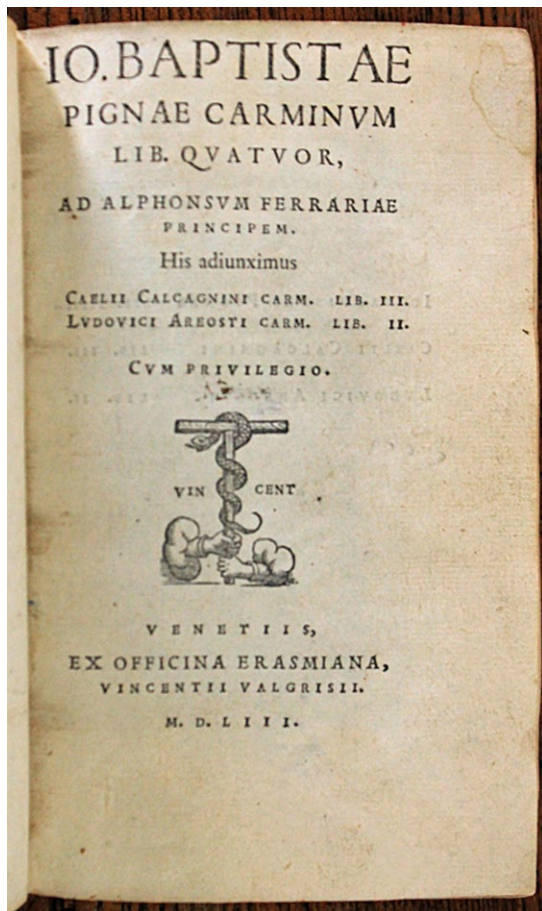 IO. BAPTISTAE
PIGNAE CARMINVM
LIB. QVATVOR,
AD ALPHONSVM FERRARIAE
PRINCIPEM.
His adiunximus
CAELII CALCAGNINI CARM. LIB. III.
LVDOVICI AREOSTI CARM. LIB. II.
CVM PRIVILEGIO.
VIN CENT
VENETIIS,
EX OFFICINA ERASMIANA,
VINCENTII VALGRISII.
M. D. LIII.